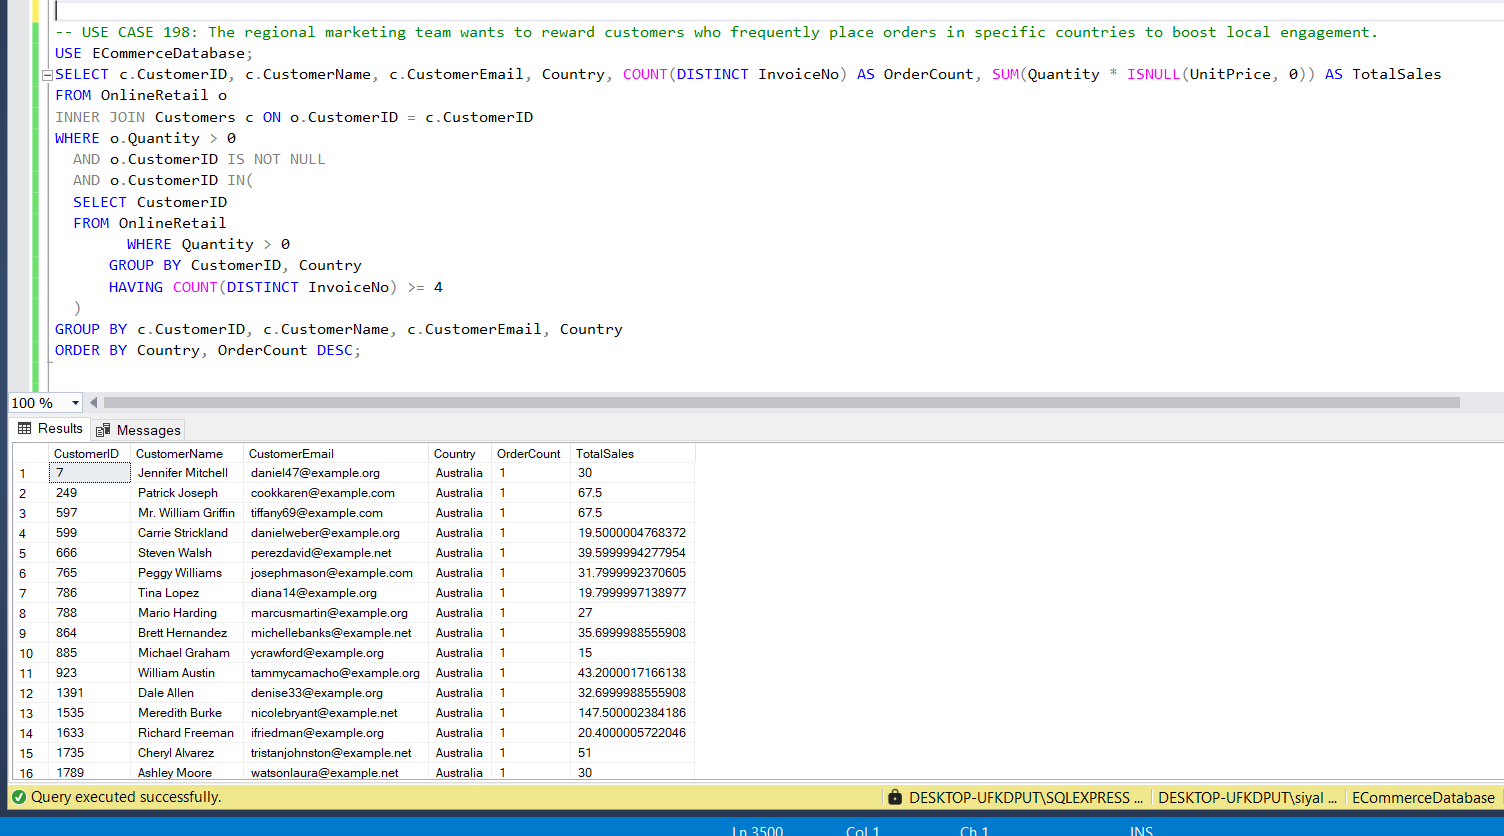 -- USE CASE 198: The regional marketing team wants to reward customers who frequently place orders in specific countries to boost local engagement.
USE ECommerceDatabase;
SELECT c.CustomerID, c.CustomerName, c.CustomerEmail, Country, COUNT(DISTINCT InvoiceNo) AS OrderCount, SUM(Quantity * ISNULL(UnitPrice, 0)) AS TotalSales
FROM OnlineRetail o
INNER JOIN Customers c ON o.CustomerID = c.CustomerID
WHERE o.Quantity > 0
AND o.CustomerID IS NOT NULL
AND o.CustomerID IN(
SELECT CustomerID
FROM OnlineRetail
WHERE Quantity > 0
GROUP BY CustomerID, Country
HAVING COUNT(DISTINCT InvoiceNo) >= 4
)
GROUP BY c.CustomerID, c.CustomerName, c.CustomerEmail, Country
ORDER BY Country, OrderCount DESC;
100 %
Results Messages
CustomerID CustomerName CustomerEmail Country OrderCount TotalSales
1 7 Jennifer Mitchell daniel47@example.org Australia 1 30
2 249 Patrick Joseph cookkaren@example.com Australia 1 67.5
3 597 Mr. William Griffin tiffany69@example.com Australia 1 67.5
4 599 Carrie Strickland danielweber@example.org Australia 1 19.5000004768372
5 666 Steven Walsh perezdavid@example.net Australia 1 39.5999994277954
6 765 Peggy Williams josephmason@example.com Australia 1 31.7999992370605
7 786 Tina Lopez diana14@example.org Australia 1 19.7999997138977
8 788 Mario Harding marcusmartin@example.org Australia 1 27
9 864 Brett Hernandez michellebanks@example.net Australia 1 35.6999988555908
10 885 Michael Graham ycrawford@example.org Australia 1 15
11 923 William Austin tammycamacho@example.org Australia 1 43.2000017166138
12 1391 Dale Allen denise33@example.org Australia 1 32.6999988555908
13 1535 Meredith Burke nicolebryant@example.net Australia 1 147.500002384186
14 1633 Richard Freeman ifriedman@example.org Australia 1 20.4000005722046
15 1735 Cheryl Alvarez tristanjohnston@example.net Australia 1 51
16 1789 Ashley Moore watsonlaura@example.net Australia 1 30
Query executed successfully. DESKTOP-UFKDPUT\SQLEXPRESS ... DESKTOP-UFKDPUT\siyal ... ECommerceDatabase
Ln 3500 Col 1 Ch 1 INS